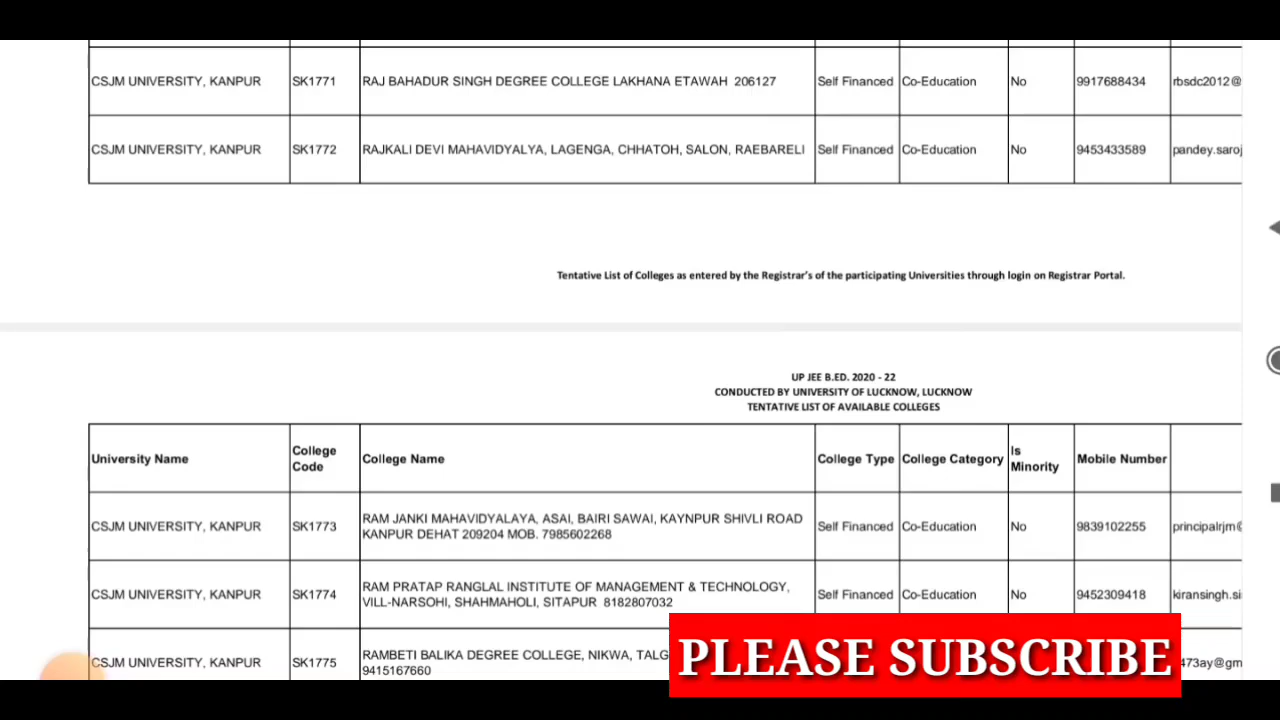 CSJM UNIVERSITY, KANPUR SK1771 RAJ BAHADUR SINGH DEGREE COLLEGE LAKHANA ETAWAH 206127 Self Financed Co-Education No 9917688434 rbsdc2012@
CSJM UNIVERSITY, KANPUR SK1772 RAJKALI DEVI MAHAVIDYALYA, LAGENGA, CHHATOH, SALON, RAEBARELI Self Financed Co-Education No 9453433589 pandey.saroj
Tentative List of Colleges as entered by the Registrar's of the participating Universities through login on Registrar Portal.
UP JEE B.ED. 2020 - 22
CONDUCTED BY UNIVERSITY OF LUCKNOW, LUCKNOW
TENTATIVE LIST OF AVAILABLE COLLEGES
University Name College Code College Name College Type College Category Is Minority Mobile Number
CSJM UNIVERSITY, KANPUR SK1773 RAM JANKI MAHAVIDYALAYA, ASAI, BAIRI SAWAI, KAYNPUR SHIVLI ROAD
KANPUR DEHAT 209204 MOB. 7985602268 Self Financed Co-Education No 9839102255 principalrjm@
CSJM UNIVERSITY, KANPUR SK1774 RAM PRATAP RANGLAL INSTITUTE OF MANAGEMENT & TECHNOLOGY,
VILL-NARSOHI, SHAHMAHOLI, SITAPUR 8182807032 Self Financed Co-Education No 9452309418 kiransingh.si
CSJM UNIVERSITY, KANPUR SK1775 RAMBETI BALIKA DEGREE COLLEGE, NIKWA, TALG
9415167660 473ay@gm
PLEASE SUBSCRIBE